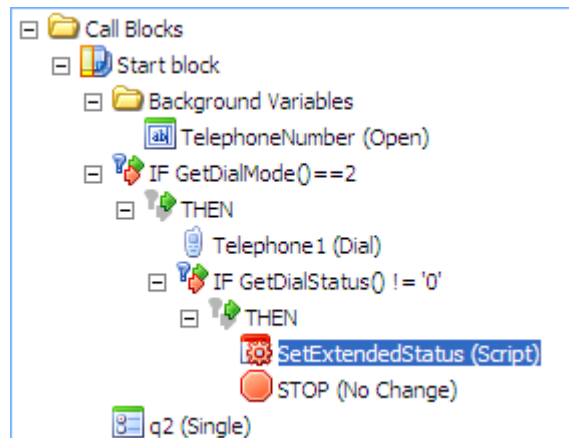 Call Blocks
Start block
Background Variables
TelephoneNumber (Open)
IF GetDialMode()==2
THEN
Telephone1 (Dial)
IF GetDialStatus() != '0'
THEN
SetExtendedStatus (Script)
STOP (No Change)
q2 (Single)